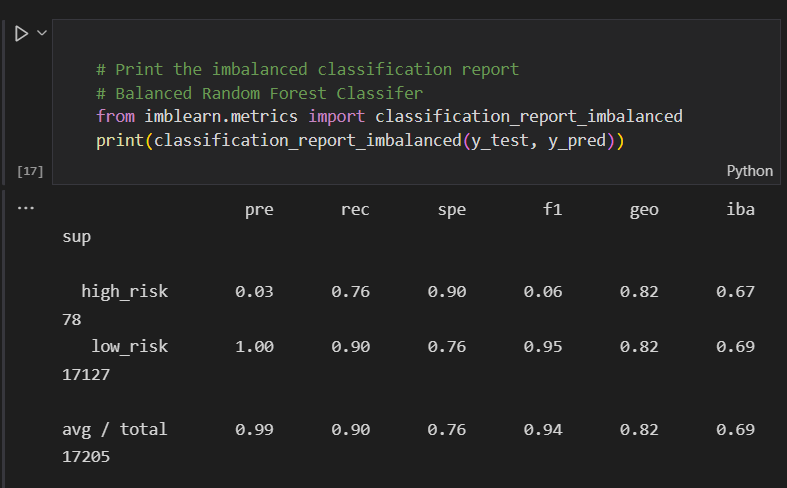 # Print the imbalanced classification report
# Balanced Random Forest Classifer
from imblearn.metrics import classification_report_imbalanced
print(classification_report_imbalanced(y_test, y_pred))
[17]
Python
... pre rec spe f1 geo iba
sup
high_risk 0.03 0.76 0.90 0.06 0.82 0.67
78
low_risk 1.00 0.90 0.76 0.95 0.82 0.69
17127
avg / total 0.99 0.90 0.76 0.94 0.82 0.69
17205